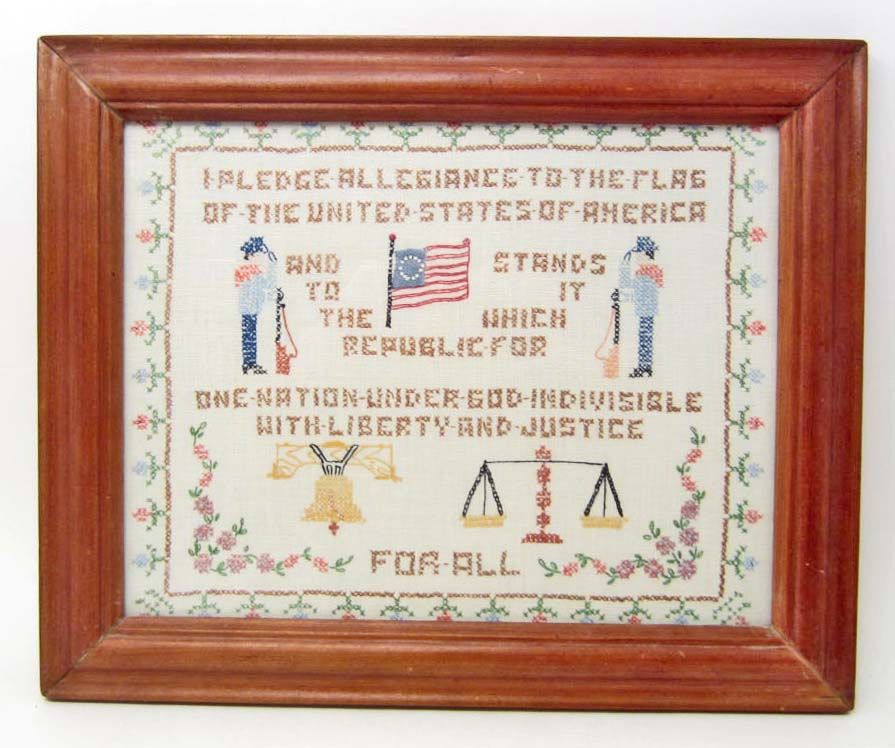 I·PLEDGE·ALLEGIANCE·TO·THE·FLAG
OF·THE·UNITED·STATES·OF·AMERICA
AND STANDS
TO IT
THE WHICH
REPUBLIC·FOR
ONE·NATION·UNDER·GOD·INDIVISIBLE
WITH·LIBERTY·AND·JUSTICE
FOR·ALL